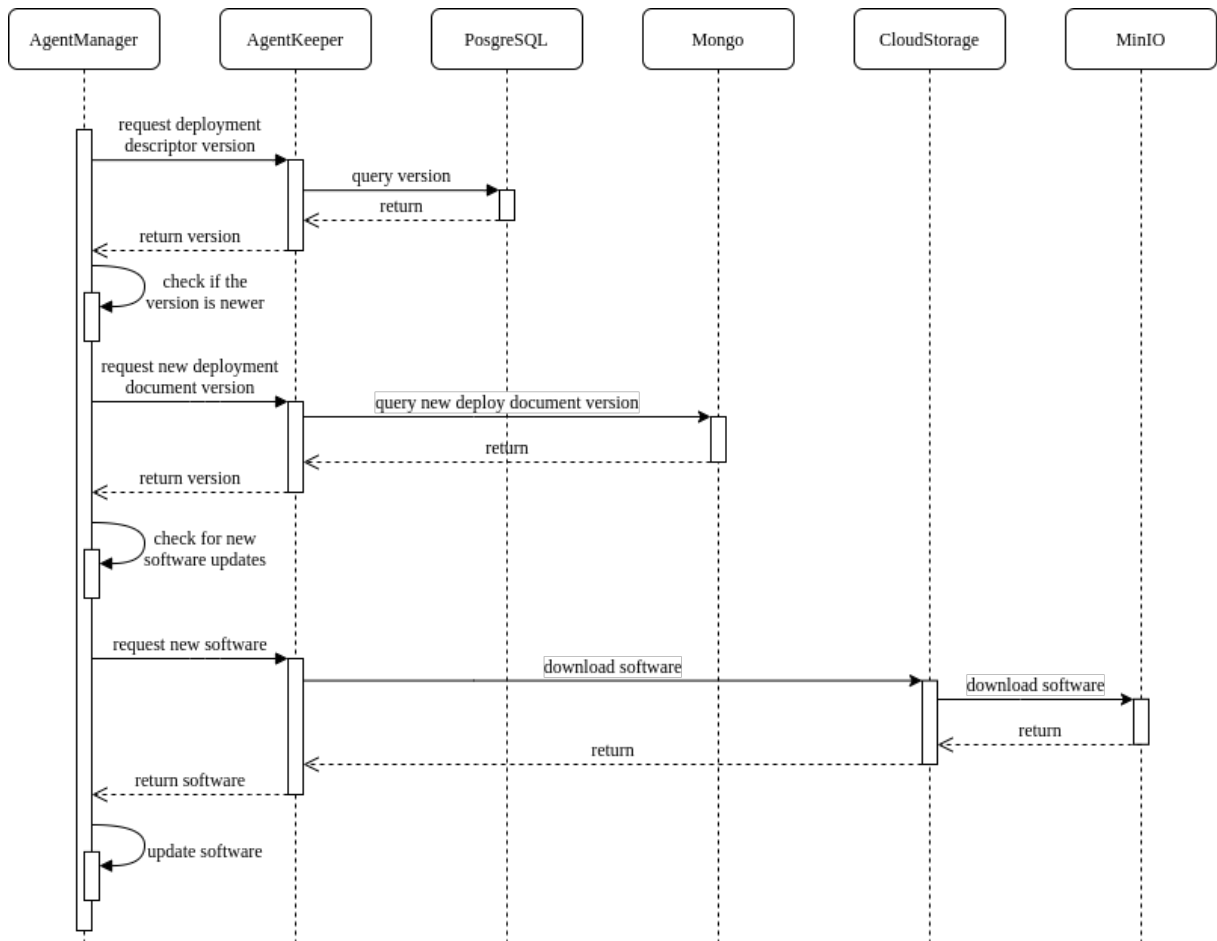 AgentManager
AgentKeeper
PosgreSQL
Mongo
CloudStorage
MinIO
request deployment
descriptor version
query version
return
return version
check if the
version is newer
request new deployment
document version
query new deploy document version
return
return version
check for new
software updates
request new software
download software
download software
return
return
return software
update software